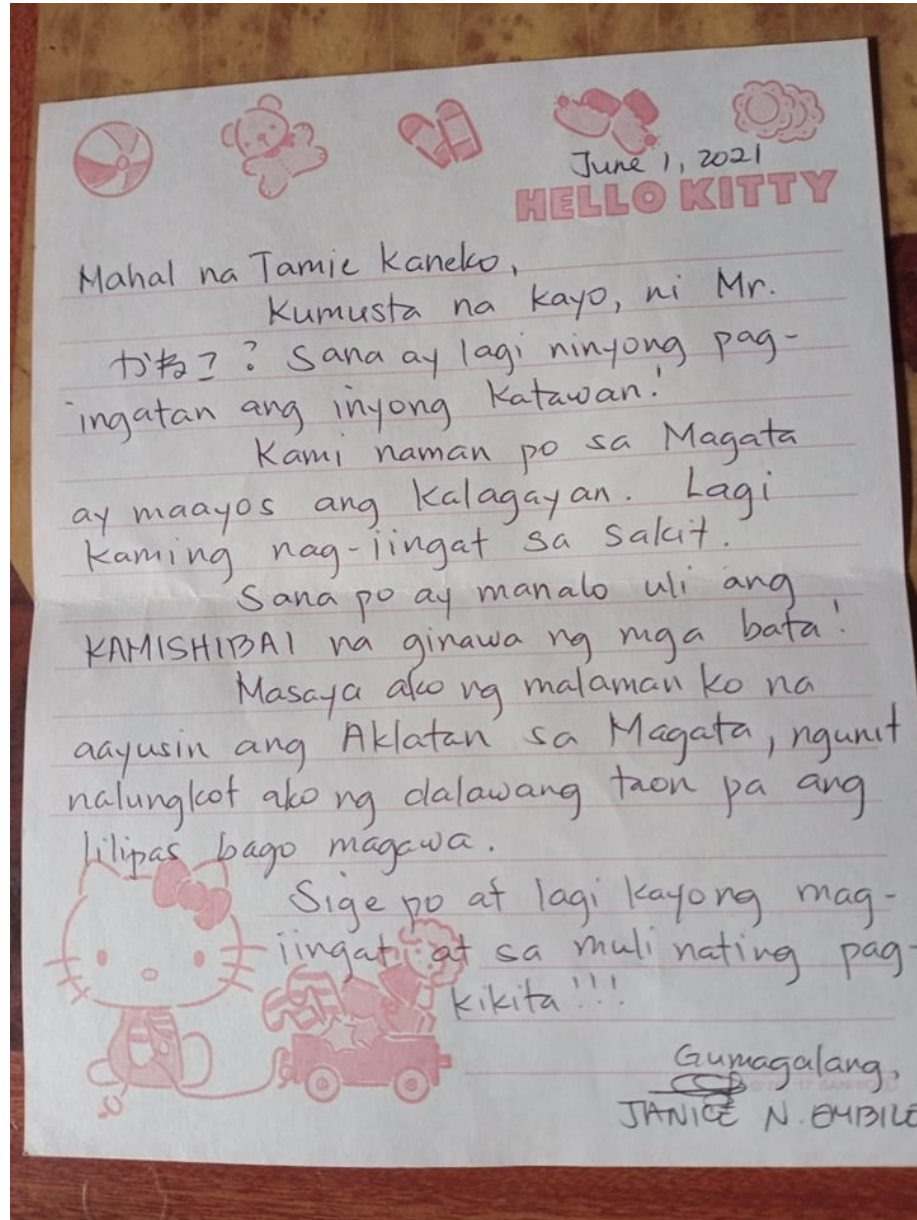 June 1, 2021
HELLO KITTY
Mahal na Tamie Kaneko,
Kumusta na kayo, ni Mr.
かねこ? Sana ay lagi ninyong pag-
ingatan ang inyong katawan!
Kami naman po sa Magata
ay maayos ang kalagayan. Lagi
kaming nag-iingat sa sakit.
Sana po ay manalo uli ang
KAMISHIBAI na ginawa ng mga bata!
Masaya ako ng malaman ko na
aayusin ang Aklatan sa Magata, ngunit
nalungkot ako ng dalawang taon pa ang
lilipas bago magawa.
Sige po at lagi kayong mag-
iingat at sa muli nating pag-
kikita!!!
Gumagalang,
JANICE N. EMBILE